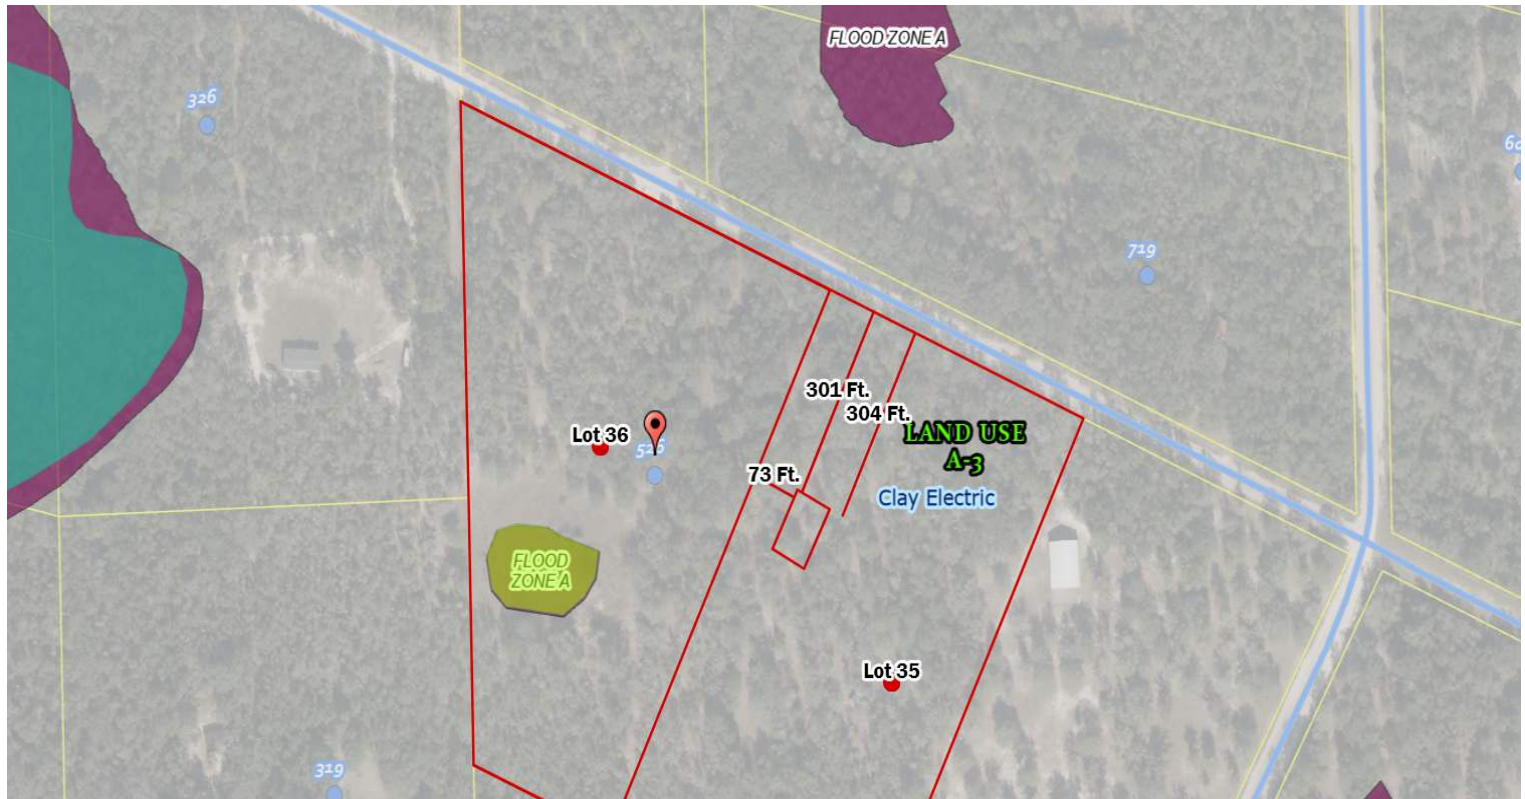 FLOOD ZONE A
326
719
301 Ft.
304 Ft.
LAND USE
A-3
Lot 36
526
73 Ft.
Clay Electric
FLOOD
ZONE A
Lot 35
319